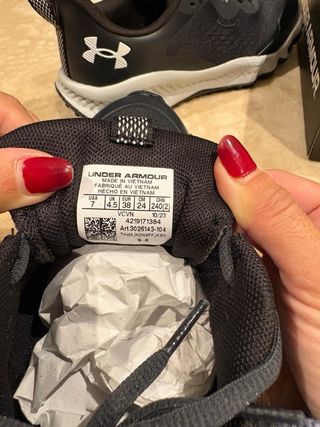 UNDER ARMOUR
MADE IN VIETNAM
FABRIQUÉ AU VIETNAM
HECHO EN VIETNAM
USA UK EUR CM CHN
7 4.5 38 24 240(2)
VCVN 10/23
4219171384
Art.3026143-104